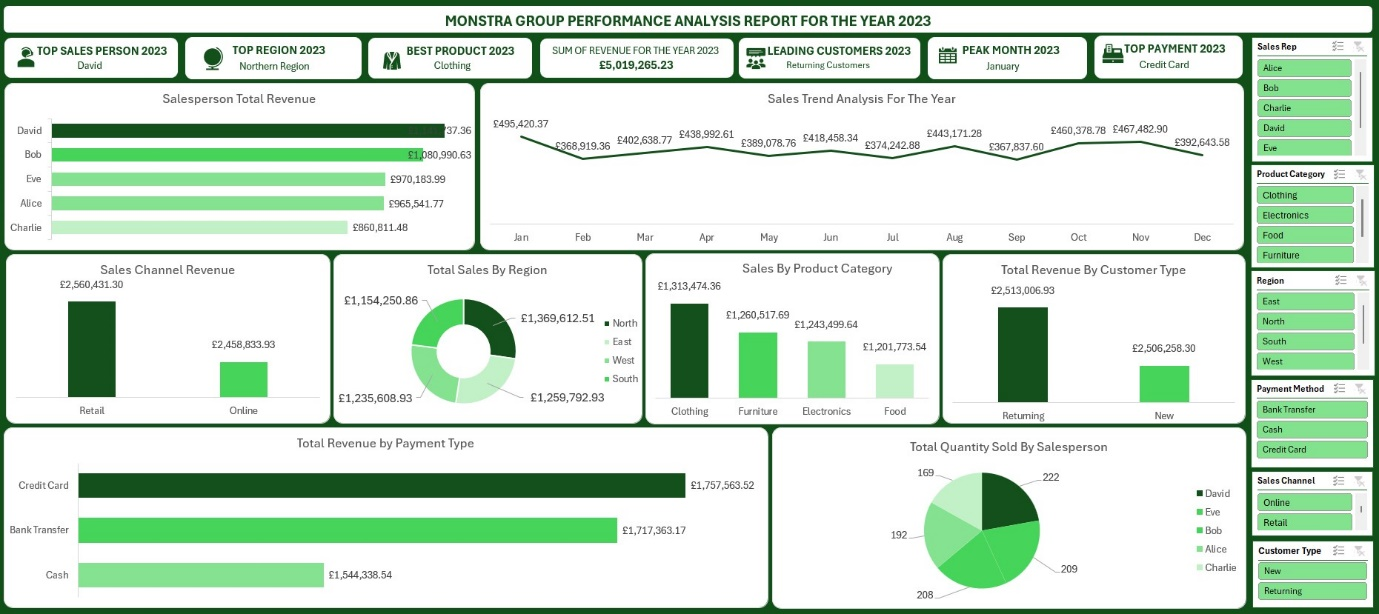 MONSTRA GROUP PERFORMANCE ANALYSIS REPORT FOR THE YEAR 2023
TOP SALES PERSON 2023
David
TOP REGION 2023
Northern Region
BEST PRODUCT 2023
Clothing
SUM OF REVENUE FOR THE YEAR 2023
£5,019,265.23
LEADING CUSTOMERS 2023
Returning Customers
PEAK MONTH 2023
January
TOP PAYMENT 2023
Credit Card
Salesperson Total Revenue
David
Bob £1,080,990.63
Eve £970,183.99
Alice £965,541.77
Charlie £860,811.48
Sales Trend Analysis For The Year
£495,420.37 £368,919.36 £402,638.77 £438,992.61 £389,078.76 £418,458.34 £374,242.88 £443,171.28 £367,837.60 £460,378.78 £467,482.90 £392,643.58
Jan Feb Mar Apr May Jun Jul Aug Sep Oct Nov Dec
Sales Channel Revenue
£2,560,431.30
£2,458,833.93
Retail Online
Total Sales By Region
£1,154,250.86
£1,369,612.51
£1,235,608.93
£1,259,792.93
North
East
West
South
Sales By Product Category
£1,313,474.36
£1,260,517.69
£1,243,499.64
£1,201,773.54
Clothing Furniture Electronics Food
Total Revenue By Customer Type
£2,513,006.93
£2,506,258.30
Returning New
Total Revenue by Payment Type
Credit Card £1,757,563.52
Bank Transfer £1,717,363.17
Cash £1,544,338.54
Total Quantity Sold By Salesperson
169
222
192
209
208
David
Eve
Bob
Alice
Charlie
Sales Rep
Alice
Bob
Charlie
David
Eve
Product Category
Clothing
Electronics
Food
Furniture
Region
East
North
South
West
Payment Method
Bank Transfer
Cash
Credit Card
Sales Channel
Online
Retail
Customer Type
New
Returning